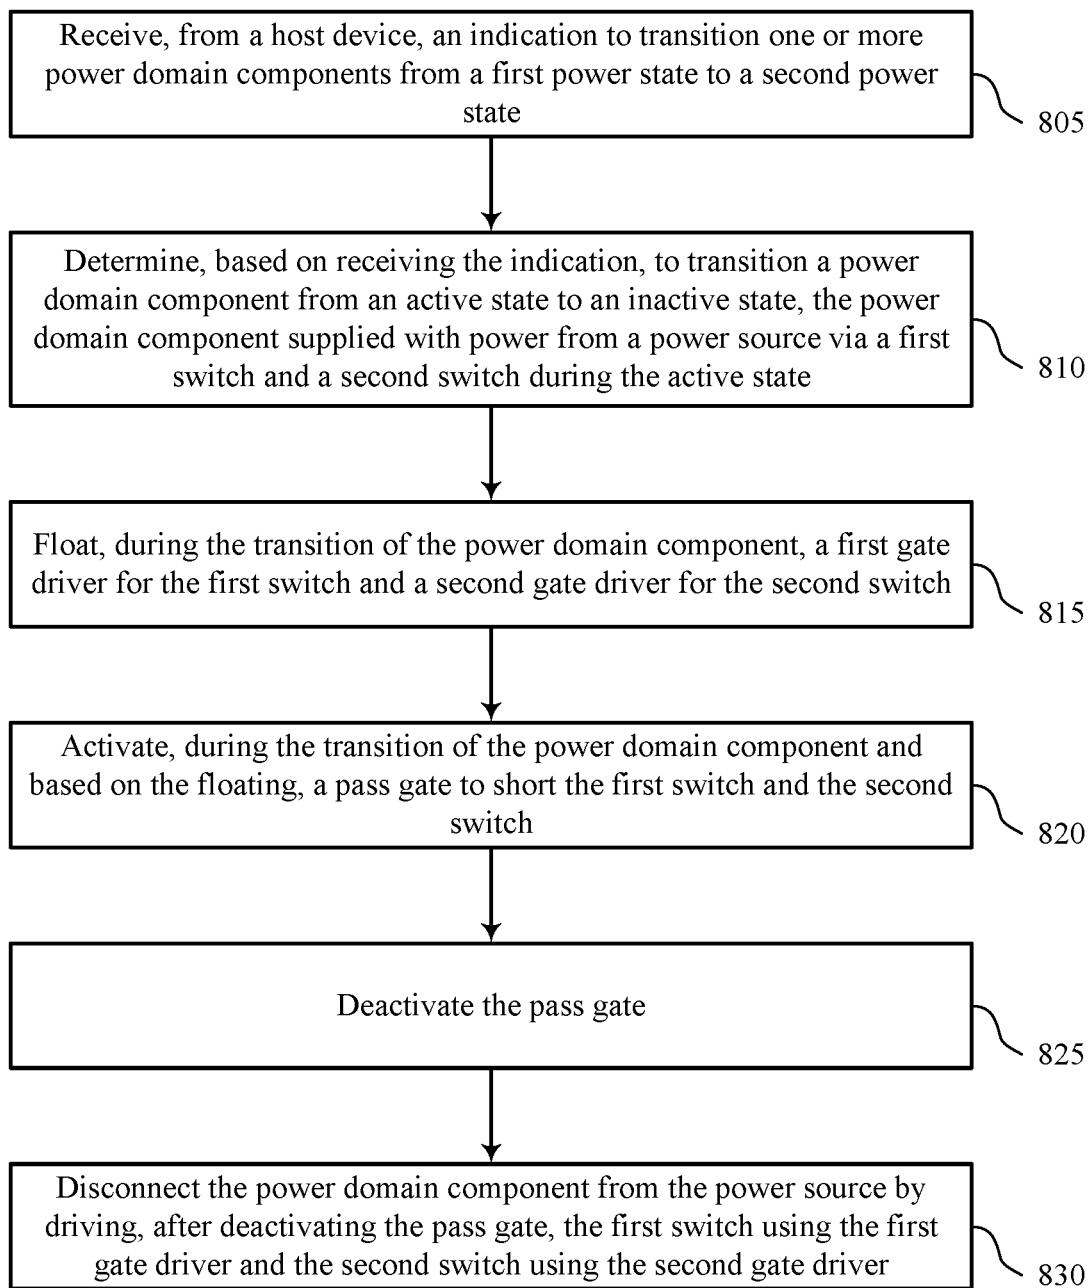 Receive, from a host device, an indication to transition one or more
power domain components from a first power state to a second power
state
805
Determine, based on receiving the indication, to transition a power
domain component from an active state to an inactive state, the power
domain component supplied with power from a power source via a first
switch and a second switch during the active state
810
Float, during the transition of the power domain component, a first gate
driver for the first switch and a second gate driver for the second switch
815
Activate, during the transition of the power domain component and
based on the floating, a pass gate to short the first switch and the second
switch
820
Deactivate the pass gate
825
Disconnect the power domain component from the power source by
driving, after deactivating the pass gate, the first switch using the first
gate driver and the second switch using the second gate driver
830